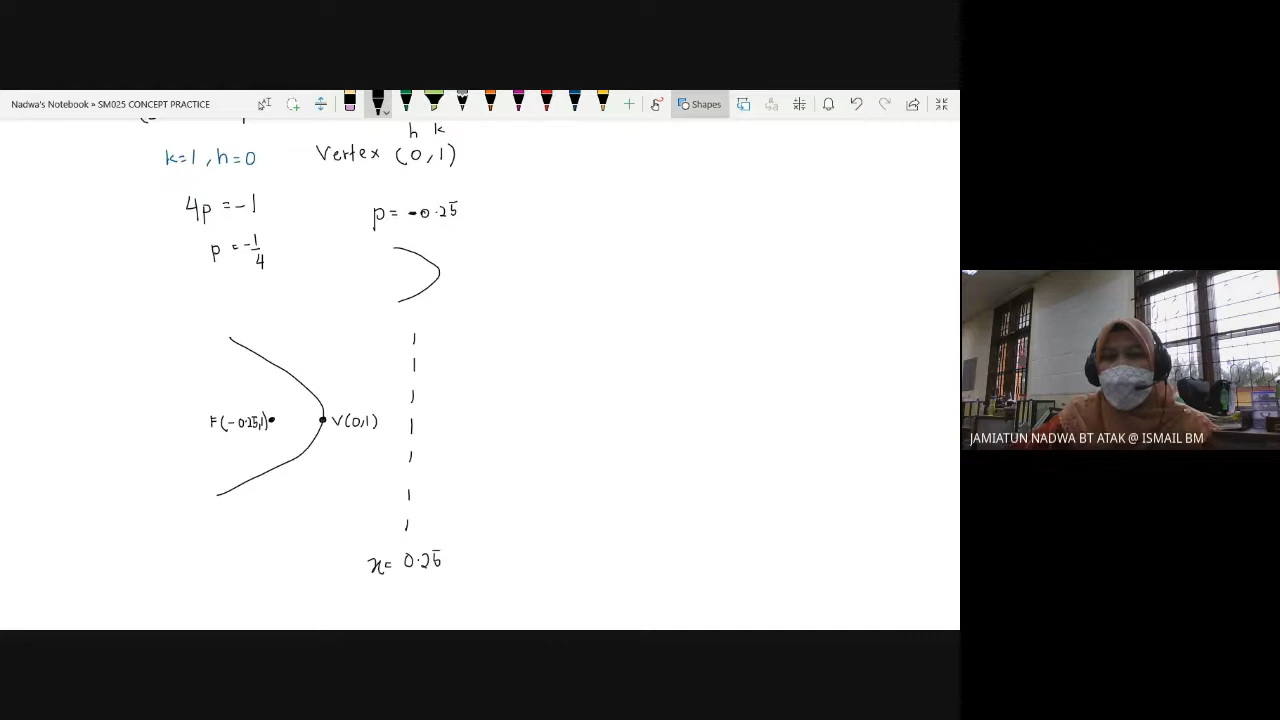 Nadwa's Notebook » SM025 CONCEPT PRACTICE
Shapes
h k
k=1, h=0
Vertex (0,1)
4p = -1
p = -0.25
p = -1/4
F(-0.25,1)
V(0,1)
x= 0.25
JAMIATUN NADWA BT ATAK @ ISMAIL BM